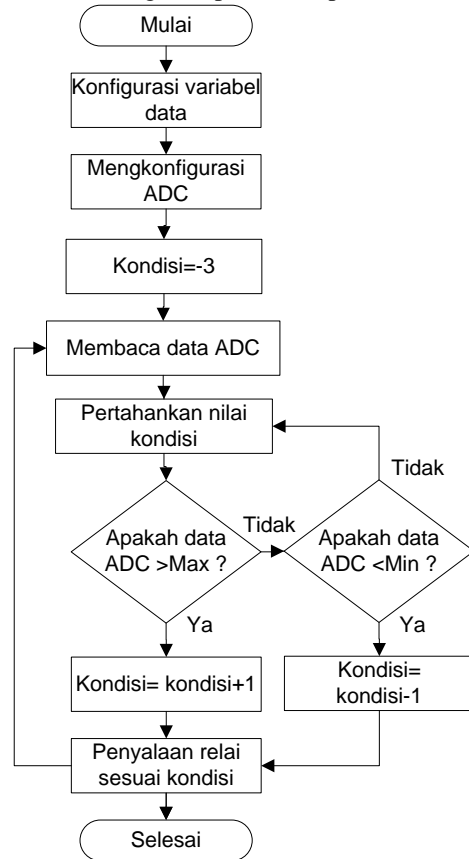 Mulai
Konfigurasi variabel
data
Mengkonfigurasi
ADC
Kondisi=-3
Membaca data ADC
Pertahankan nilai
kondisi
Tidak
Apakah data
ADC >Max ?
Tidak
Apakah data
ADC <Min ?
Ya
Ya
Kondisi= kondisi+1
Kondisi=
kondisi-1
Penyalaan relai
sesuai kondisi
Selesai